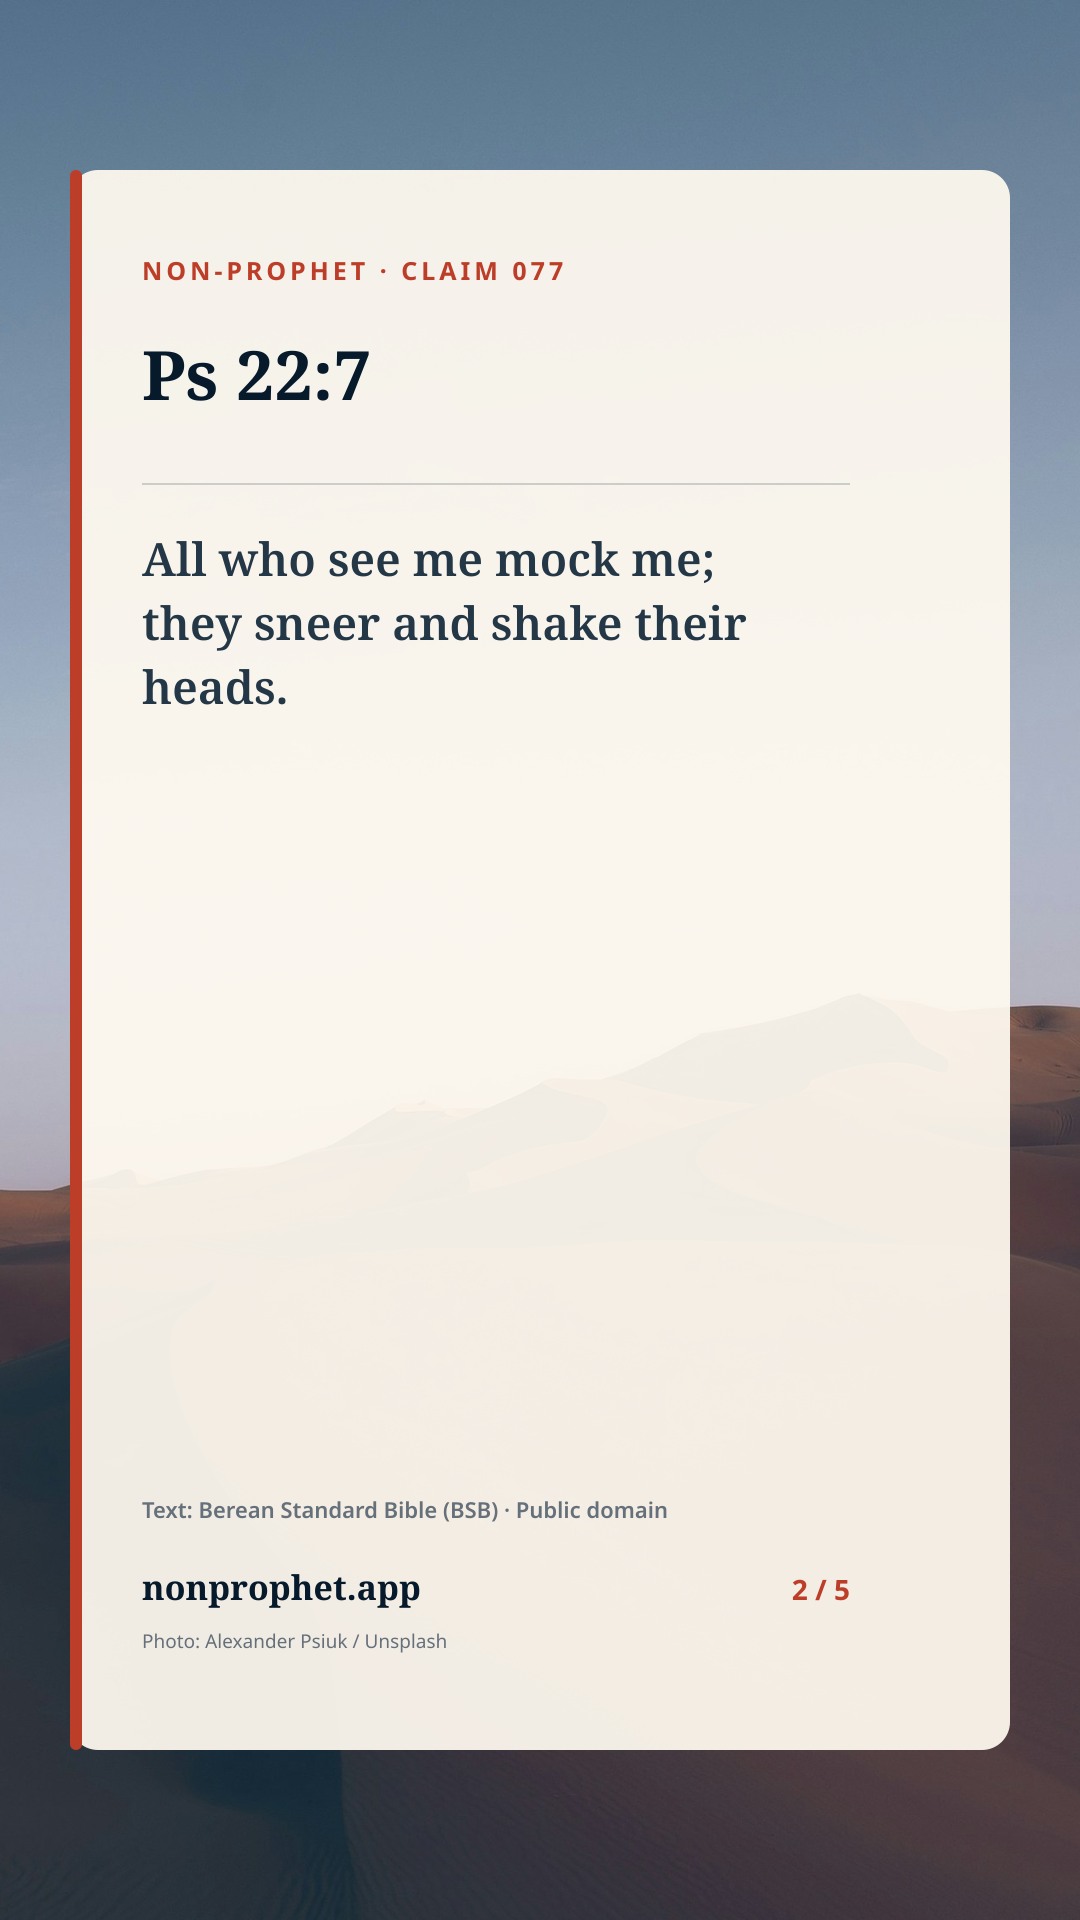 NON-PROPHET · CLAIM 077
Ps 22:7
All who see me mock me;
they sneer and shake their
heads.
Text: Berean Standard Bible (BSB) · Public domain
nonprophet.app
2 / 5
Photo: Alexander Psiuk / Unsplash